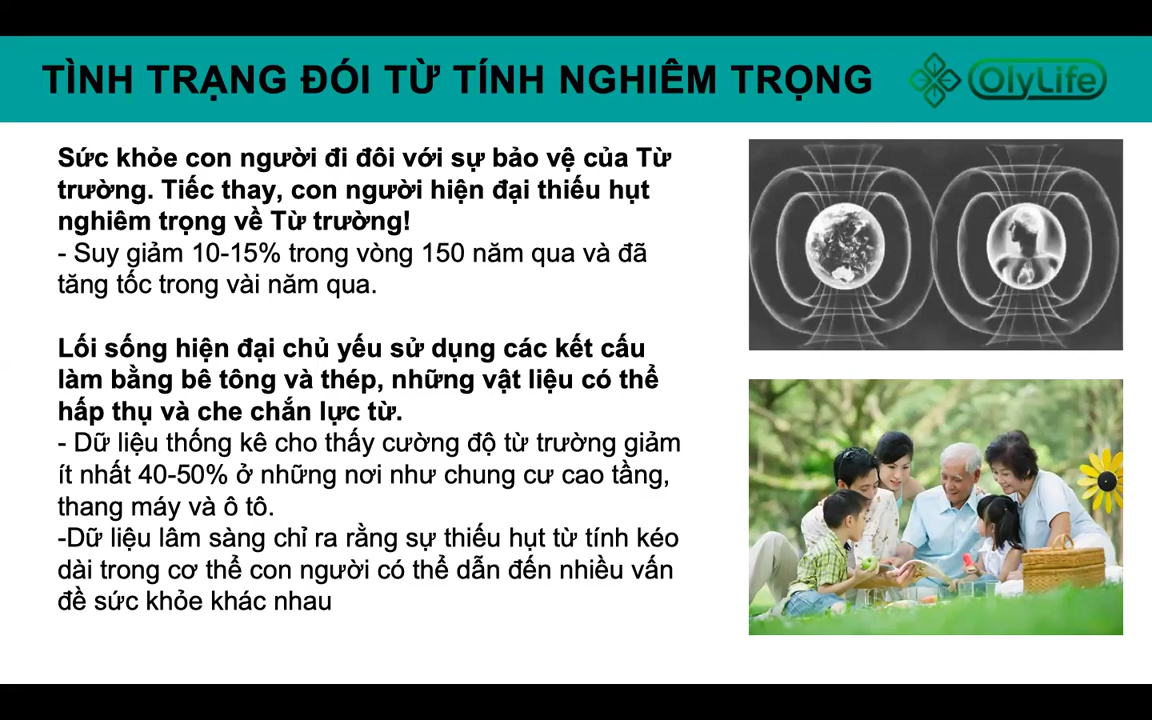 TÌNH TRẠNG ĐÓI TỪ TÍNH NGHIÊM TRỌNG
OlyLife
Sức khỏe con người đi đôi với sự bảo vệ của Từ
trường. Tiếc thay, con người hiện đại thiếu hụt
nghiêm trọng về Từ trường!
- Suy giảm 10-15% trong vòng 150 năm qua và đã
tăng tốc trong vài năm qua.
Lối sống hiện đại chủ yếu sử dụng các kết cấu
làm bằng bê tông và thép, những vật liệu có thể
hấp thụ và che chắn lực từ.
- Dữ liệu thống kê cho thấy cường độ từ trường giảm
ít nhất 40-50% ở những nơi như chung cư cao tầng,
thang máy và ô tô.
-Dữ liệu lâm sàng chỉ ra rằng sự thiếu hụt từ tính kéo
dài trong cơ thể con người có thể dẫn đến nhiều vấn
đề sức khỏe khác nhau